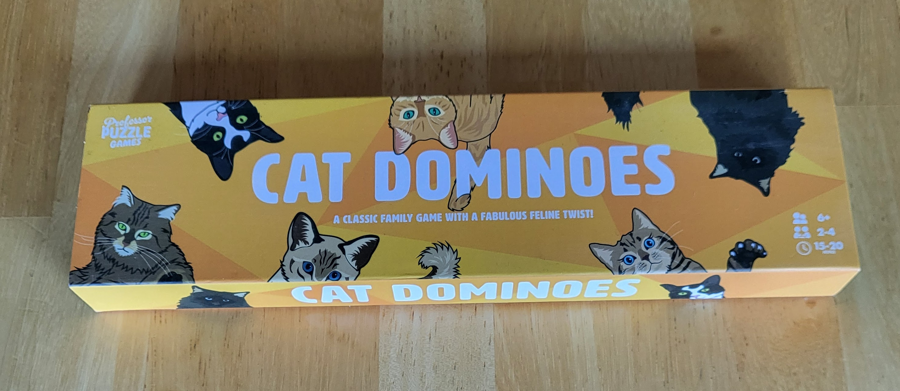 Professor
PUZZLE
GAMES
CAT DOMINOES
A CLASSIC FAMILY GAME WITH A FABULOUS FELINE TWIST!
6+
2-4
15-20
CAT DOMINOES